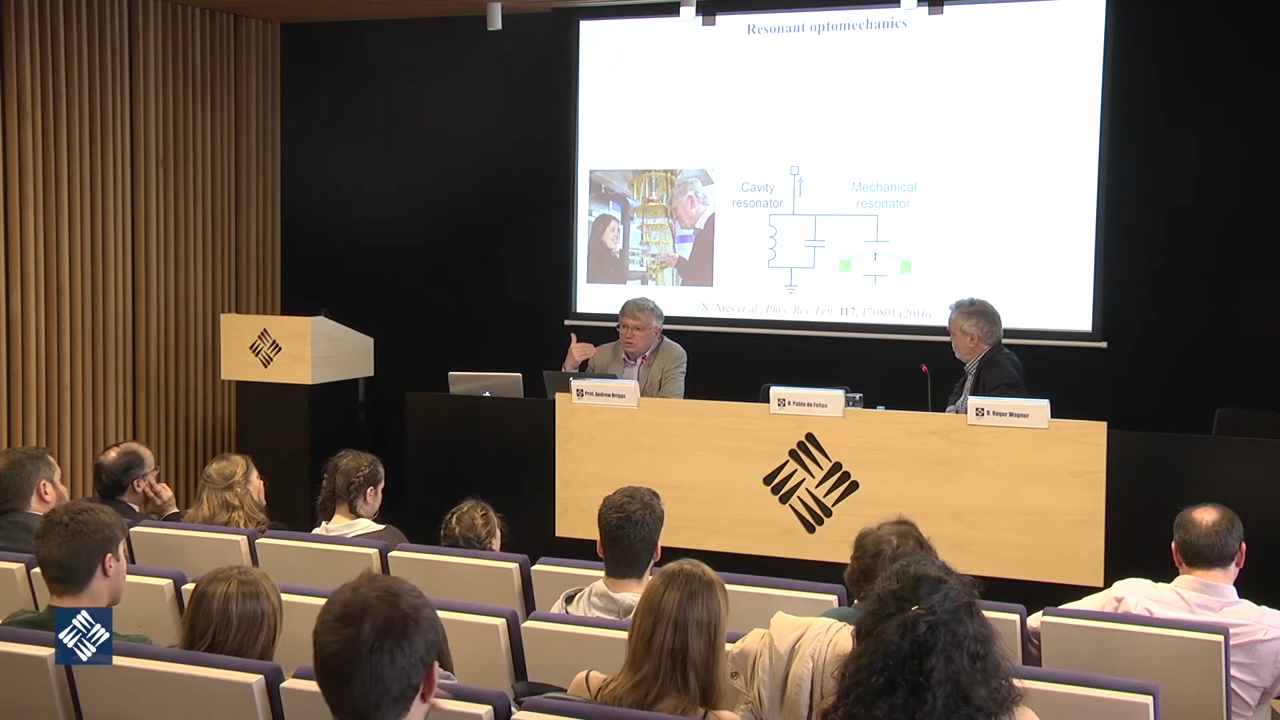 Resonant optomechanics
Cavity
resonator
Mechanical
resonator
N. Ares et al., Phys. Rev. Lett. 117, 170801 (2016)
Prof. Andrew Briggs
D. Pablo de Felipe
D. Roger Wagner